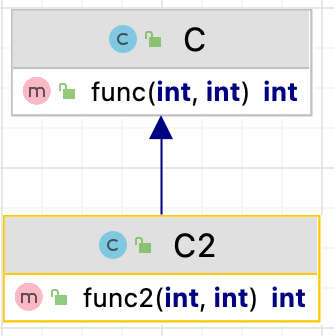 C C
m func(int, int) int
C C2
m func2(int, int) int